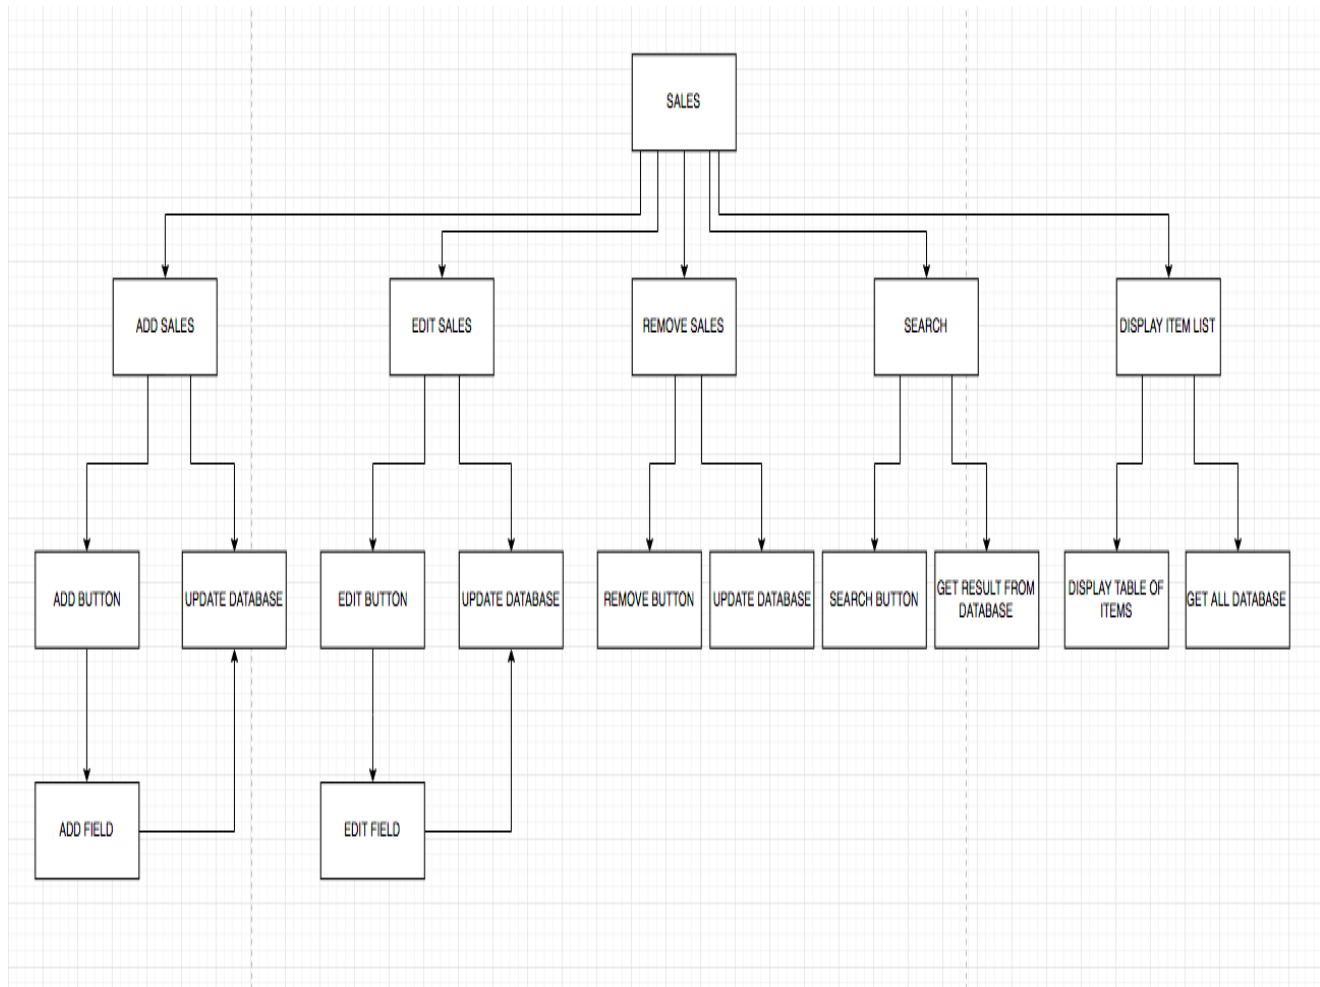 SALES
ADD SALES
EDIT SALES
REMOVE SALES
SEARCH
DISPLAY ITEM LIST
ADD BUTTON
UPDATE DATABASE
EDIT BUTTON
UPDATE DATABASE
REMOVE BUTTON
UPDATE DATABASE
SEARCH BUTTON
GET RESULT FROM
DATABASE
DISPLAY TABLE OF
ITEMS
GET ALL DATABASE
ADD FIELD
EDIT FIELD